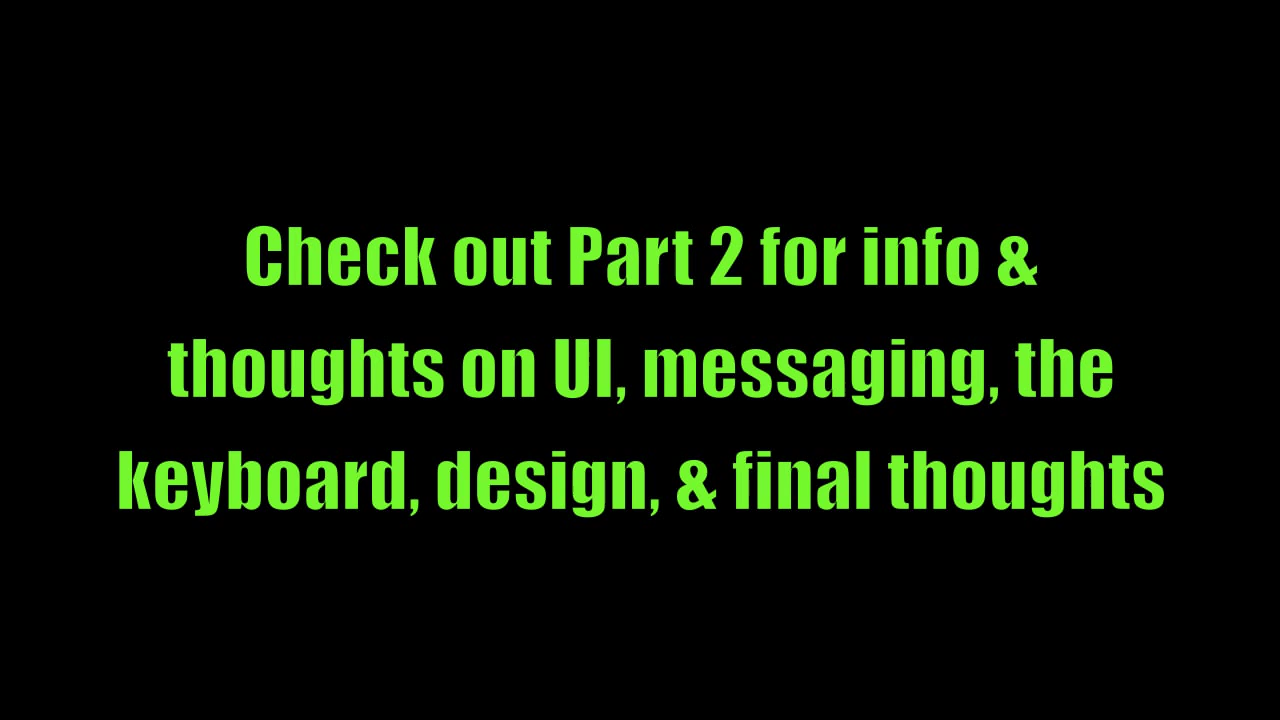 Check out Part 2 for info &
thoughts on UI, messaging, the
keyboard, design, & final thoughts